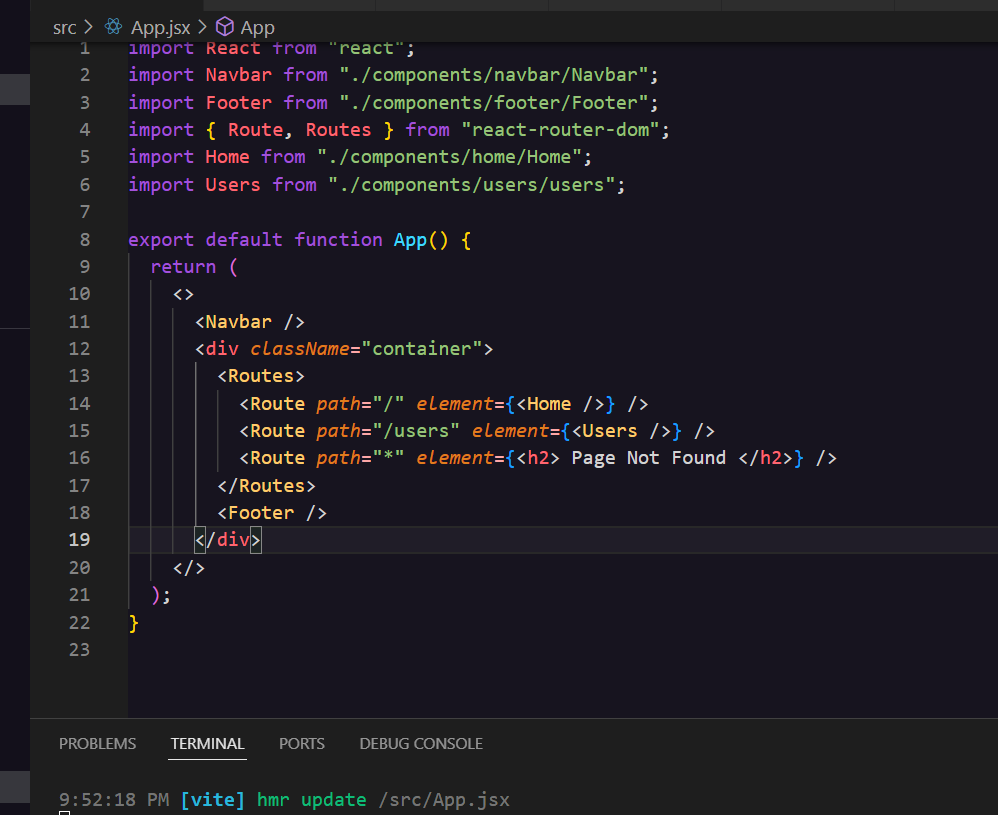 src > App.jsx > App
1 import React from "react";
2 import Navbar from "./components/navbar/Navbar";
3 import Footer from "./components/footer/Footer";
4 import { Route, Routes } from "react-router-dom";
5 import Home from "./components/home/Home";
6 import Users from "./components/users/users";
7
8 export default function App() {
9   return (
10     <>
11       <Navbar />
12       <div className="container">
13         <Routes>
14           <Route path="/" element={<Home />} />
15           <Route path="/users" element={<Users />} />
16           <Route path="*" element={<h2> Page Not Found </h2>} />
17         </Routes>
18         <Footer />
19       </div>
20     </>
21   );
22 }
23
PROBLEMS TERMINAL PORTS DEBUG CONSOLE
9:52:18 PM [vite] hmr update /src/App.jsx